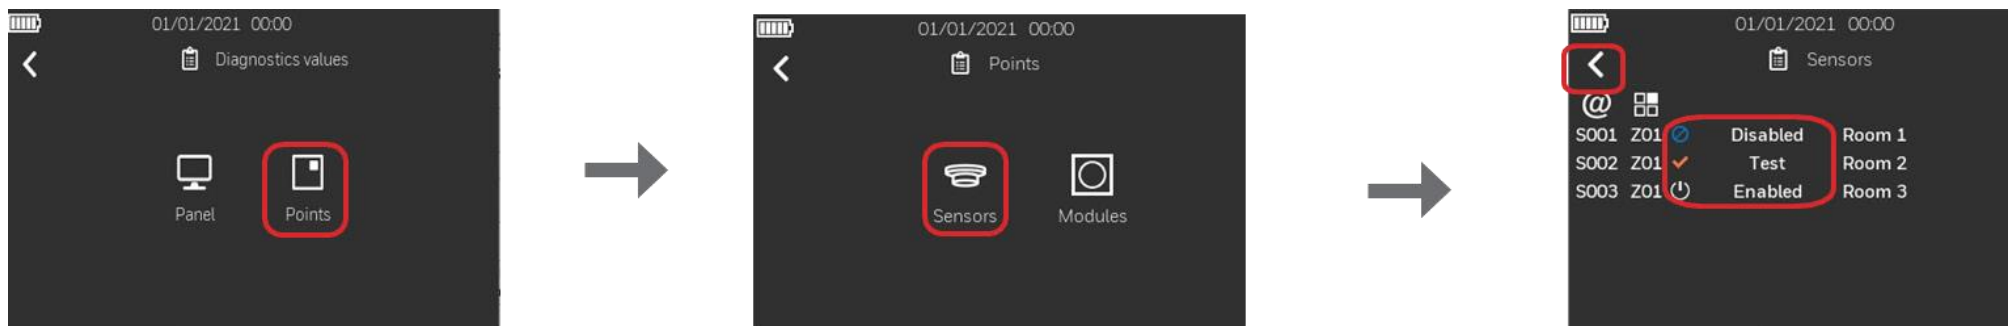 01/01/2021 00:00
Diagnostics values
Panel
Points
01/01/2021 00:00
Points
Sensors
Modules
01/01/2021 00:00
Sensors
@
S001 Z01 Disabled Room 1
S002 Z01 Test Room 2
S003 Z01 Enabled Room 3